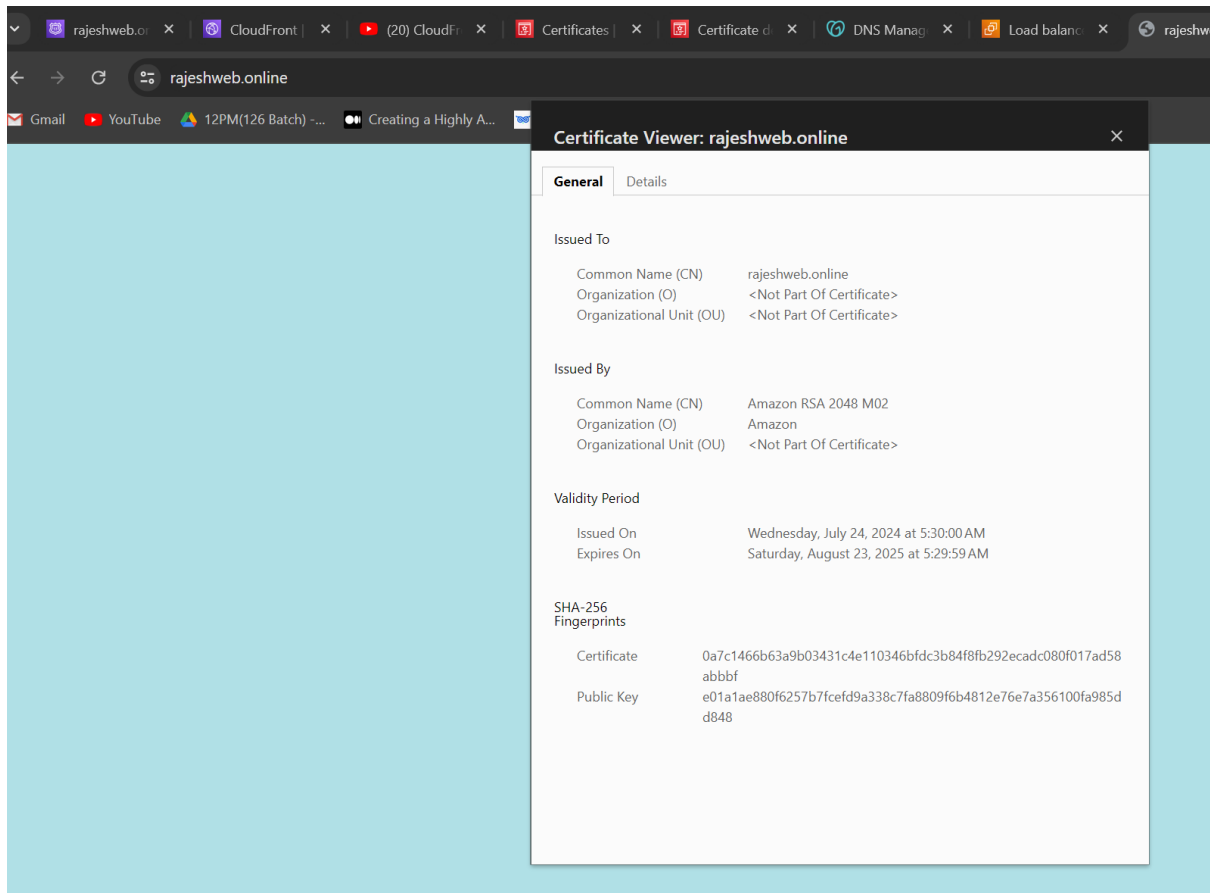 rajeshweb.or
CloudFront |
(20) CloudFr
Certificates |
Certificate d
DNS Manag
Load balanc
rajeshw
rajeshweb.online
Gmail
YouTube
12PM(126 Batch) -...
Creating a Highly A...
Certificate Viewer: rajeshweb.online
General Details
Issued To
Common Name (CN) rajeshweb.online
Organization (O) <Not Part Of Certificate>
Organizational Unit (OU) <Not Part Of Certificate>
Issued By
Common Name (CN) Amazon RSA 2048 M02
Organization (O) Amazon
Organizational Unit (OU) <Not Part Of Certificate>
Validity Period
Issued On Wednesday, July 24, 2024 at 5:30:00 AM
Expires On Saturday, August 23, 2025 at 5:29:59 AM
SHA-256
Fingerprints
Certificate 0a7c1466b63a9b03431c4e110346bfdc3b84f8fb292ecadc080f017ad58
abbbf
Public Key e01a1ae880f6257b7fcefd9a338c7fa8809f6b4812e76e7a356100fa985d
d848